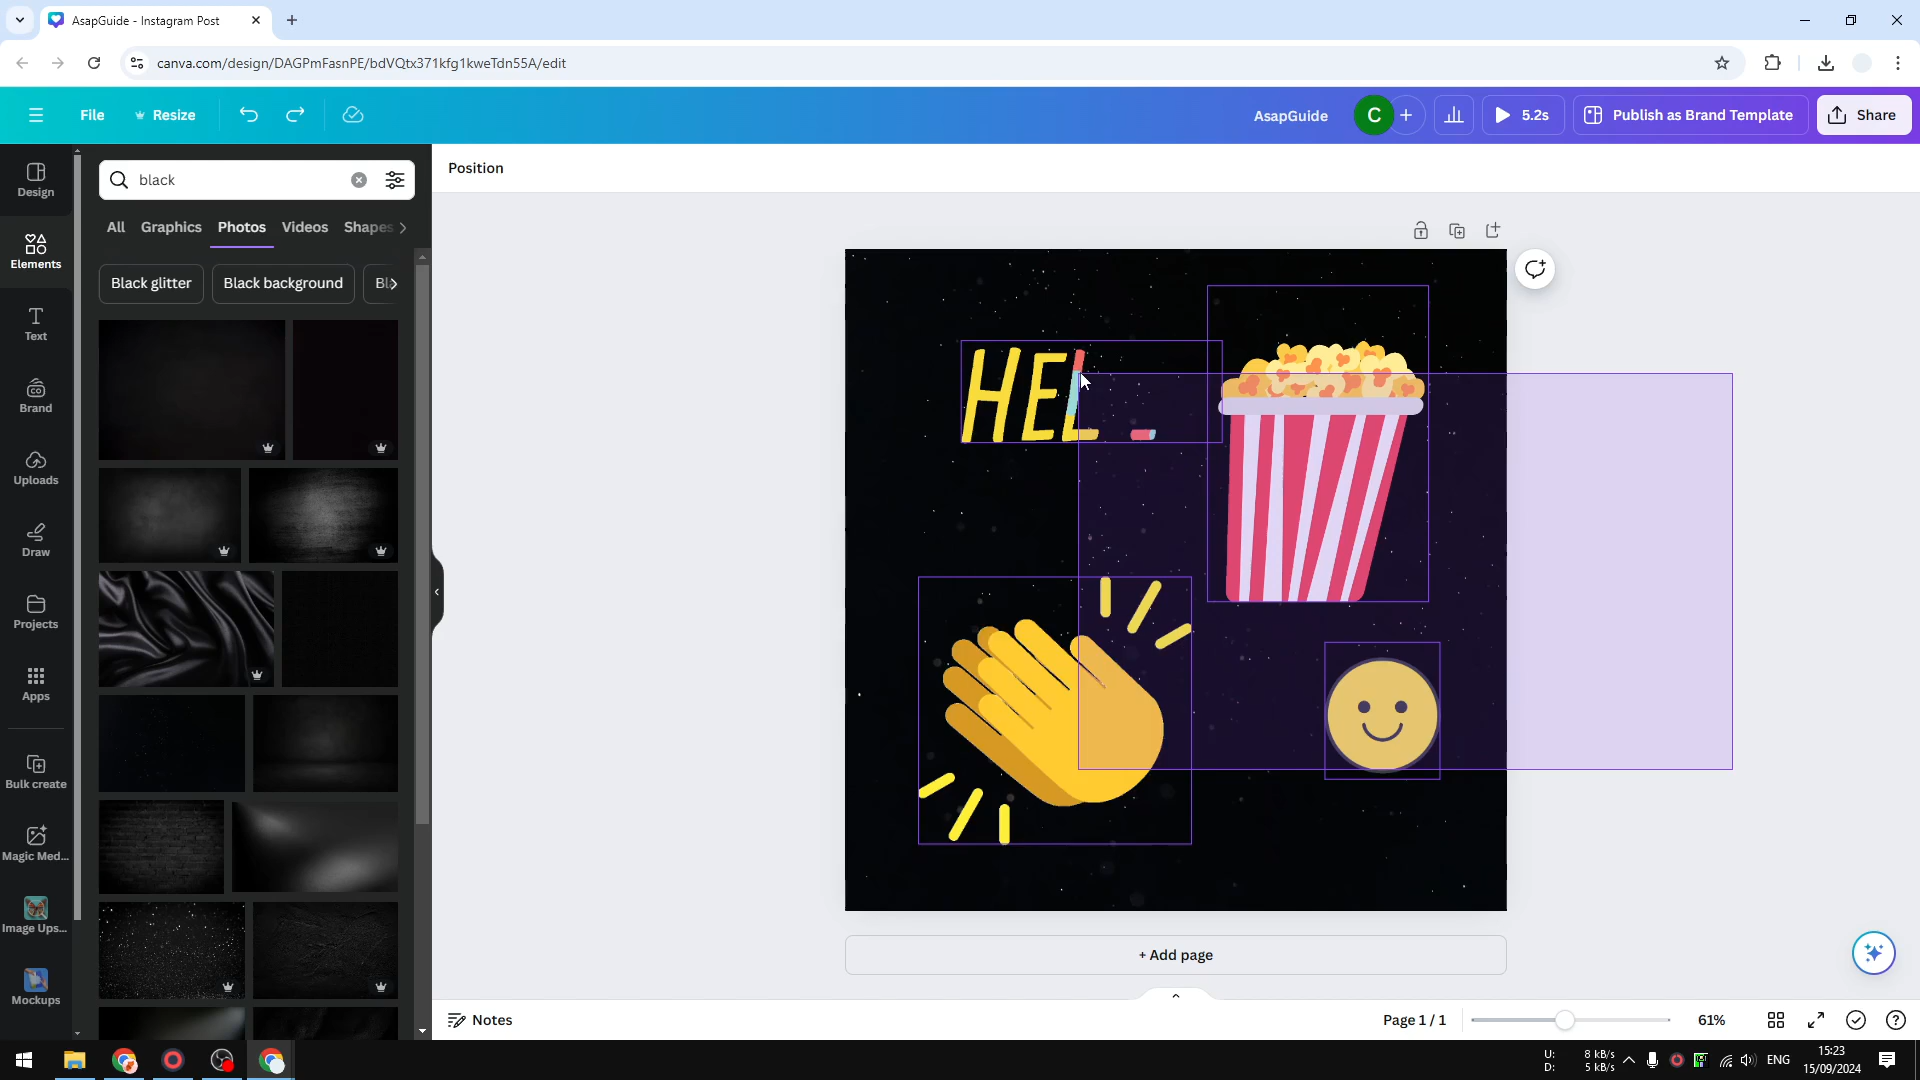 AsapGuide - Instagram Post
canva.com/design/DAGPmFasnPE/bdVQtx371kfg1kweTdn55A/edit
File
Resize
AsapGuide
C
5.2s
Publish as Brand Template
Share
Design
Elements
Text
Brand
Uploads
Draw
Projects
Apps
Bulk create
Magic Med...
Image Ups...
Mockups
black
All Graphics Photos Videos Shapes
Black glitter
Black background
Bl
Position
HEL
+ Add page
Notes
Page 1 / 1
61%
U: 8 kB/s
D: 5 kB/s
ENG
15:23
15/09/2024